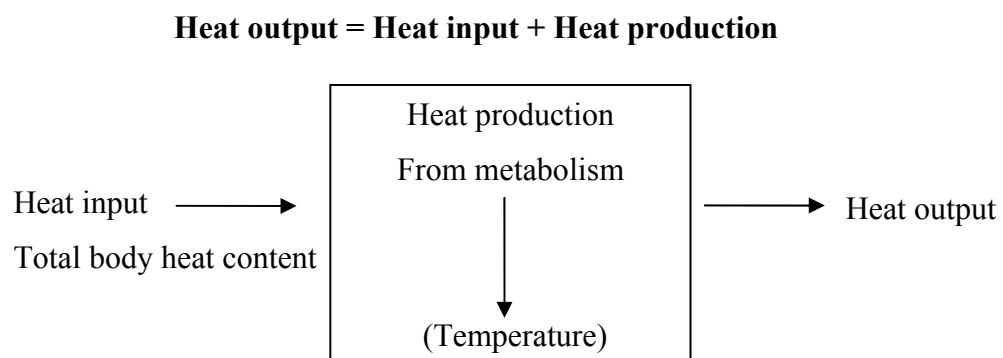 Heat output = Heat input + Heat production
Heat production
From metabolism
Heat input
Total body heat content
Heat output
(Temperature)